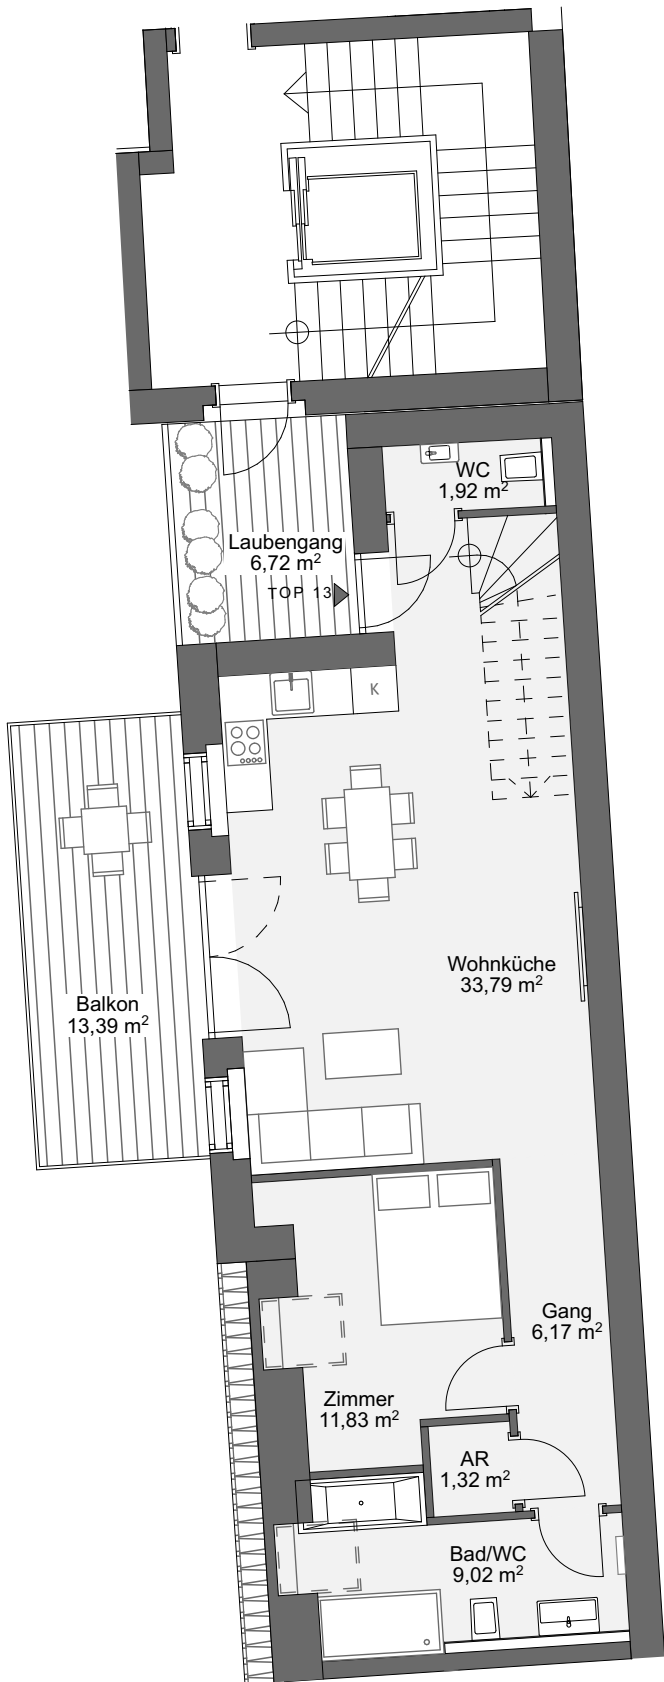 WC
1,92 m²
Laubengang
6,72 m²
TOP 13
K
Wohnküche
33,79 m²
Balkon
13,39 m²
Gang
6,17 m²
Zimmer
11,83 m²
AR
1,32 m²
Bad/WC
9,02 m²